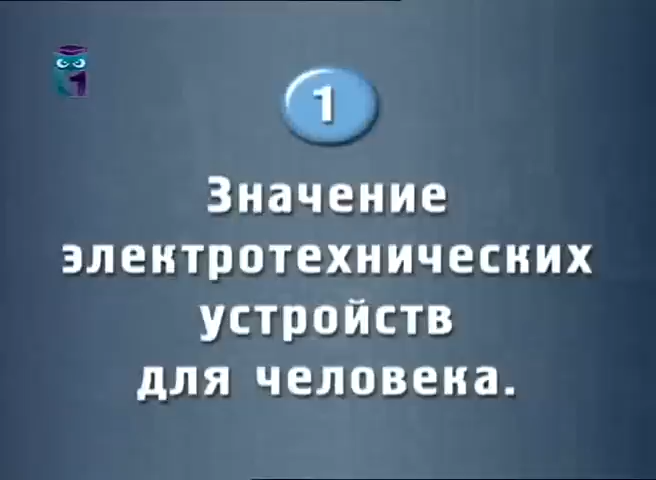 1
Значение
электротехнических
устройств
для человека.